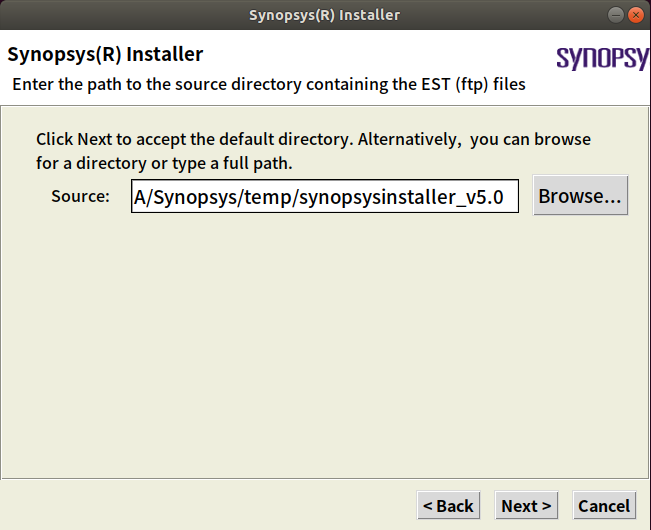 Synopsys(R) Installer
Synopsys(R) Installer
SYNOPSY
Enter the path to the source directory containing the EST (ftp) files
Click Next to accept the default directory. Alternatively, you can browse
for a directory or type a full path.
Source: A/Synopsys/temp/synopsysinstaller_v5.0 Browse...
< Back Next > Cancel